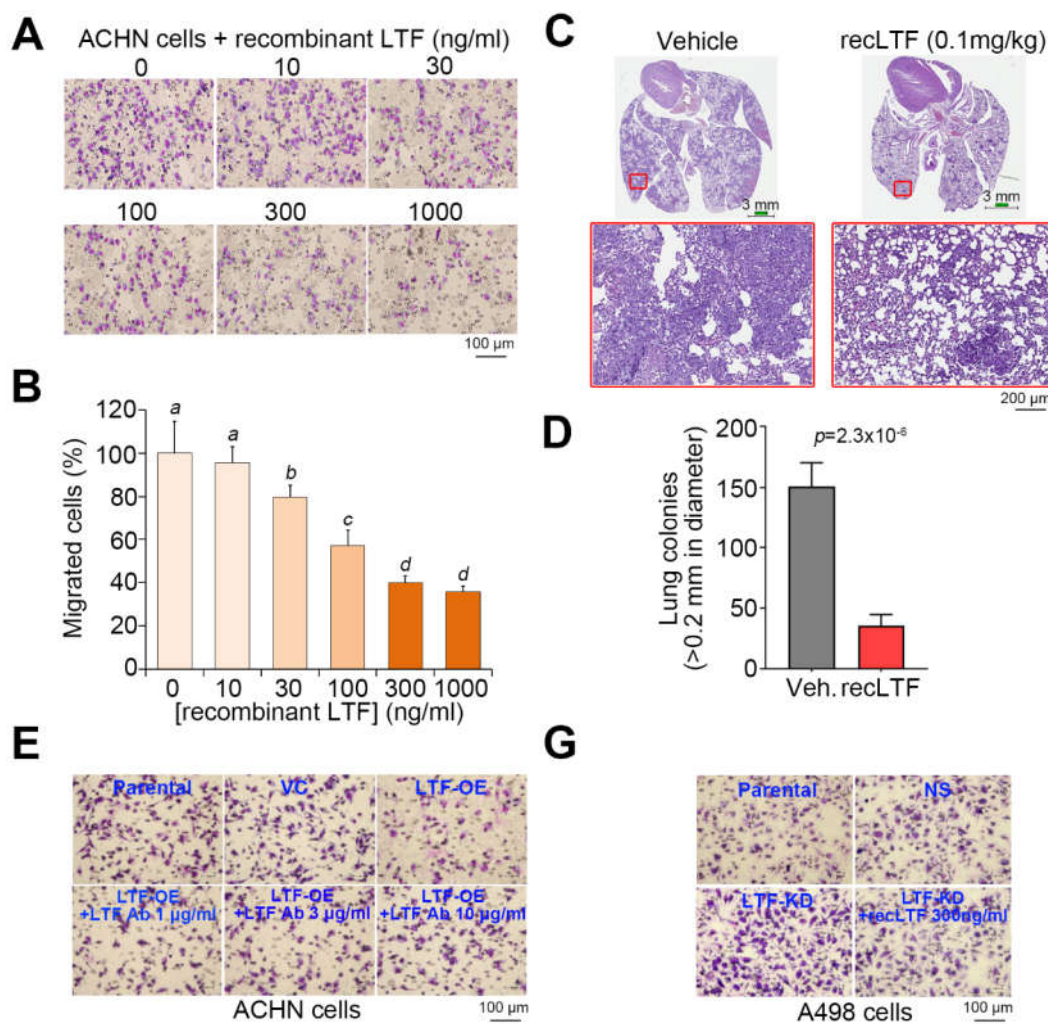 A
ACHN cells + recombinant LTF (ng/ml)
0 10 30
100 300 1000
100 µm
B
Migrated cells (%)
120
100
80
60
40
20
0
a a b c d d
0 10 30 100 300 1000
[recombinant LTF] (ng/ml)
C
Vehicle recLTF (0.1mg/kg)
3 mm 3 mm
200 µm
D
p=2.3x10⁻⁶
Lung colonies
(>0.2 mm in diameter)
200
150
100
50
0
Veh. recLTF
E
Parental VC LTF-OE
LTF-OE LTF-OE LTF-OE
+LTF Ab 1 µg/ml +LTF Ab 3 µg/ml +LTF Ab 10 µg/ml
ACHN cells
100 µm
G
Parental NS
LTF-KD LTF-KD
+recLTF 300ng/ml
A498 cells
100 µm